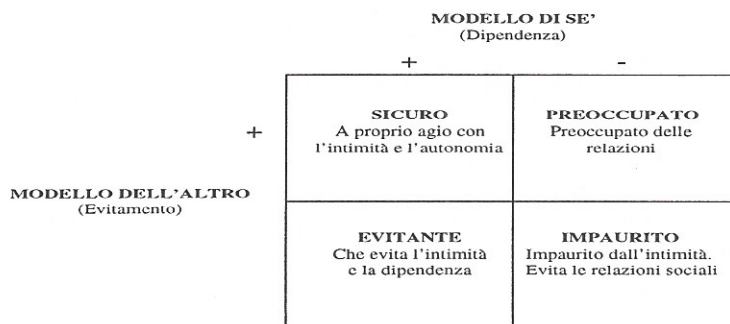 MODELLO DI SE'
(Dipendenza)
+ -
SICURO
A proprio agio con
l'intimità e l'autonomia
PREOCCUPATO
Preoccupato delle
relazioni
+
MODELLO DELL'ALTRO
(Evitamento)
EVITANTE
Che evita l'intimità
e la dipendenza
IMPAURITO
Impaurito dall'intimità.
Evita le relazioni sociali